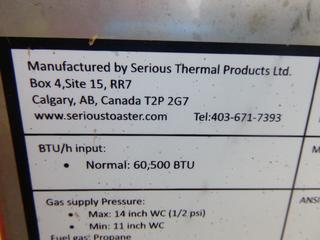 Manufactured by Serious Thermal Products Ltd.
Box 4,Site 15, RR7
Calgary, AB, Canada T2P 2G7
www.serioustoaster.com Tel:403-671-7393
BTU/h input:
• Normal: 60,500 BTU
M
Gas supply Pressure:
• Max: 14 inch WC (1/2 psi)
• Min: 11 inch WC
Fuel gas: Propane
ANSI